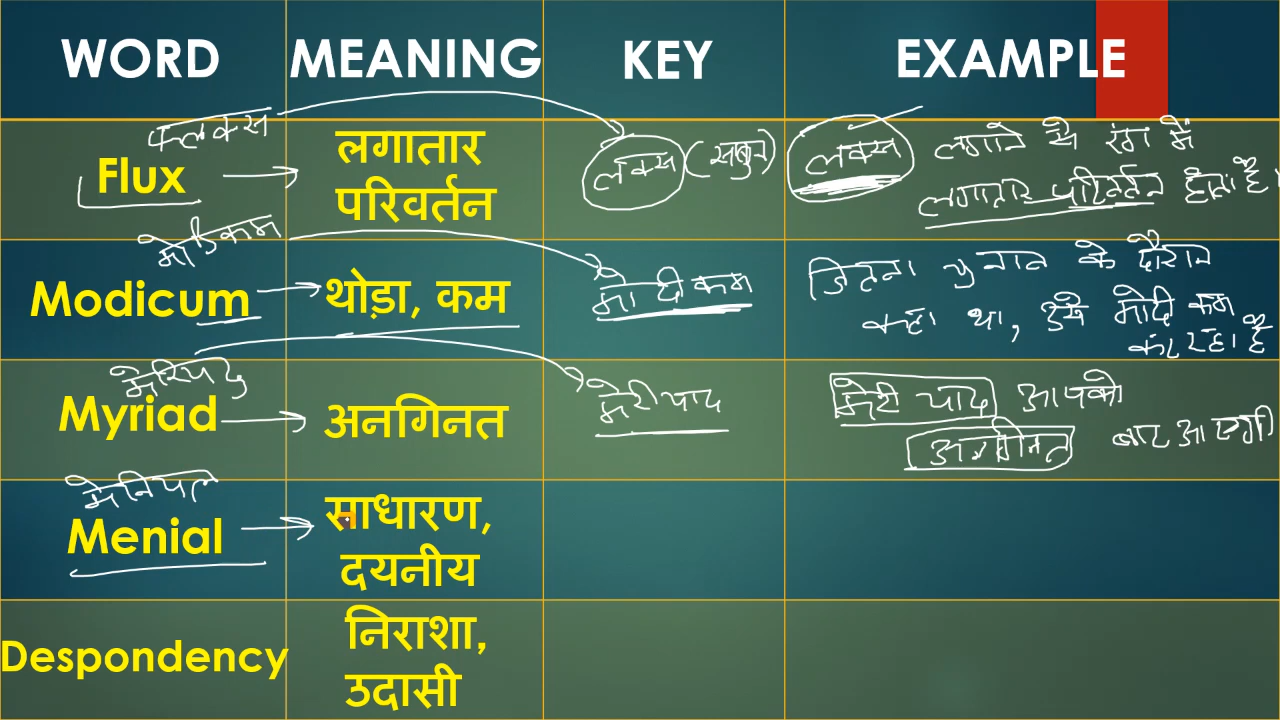 WORD MEANING KEY EXAMPLE
फ्लक्स
Flux
लगातार
परिवर्तन
लक्स (साबुन)
लक्स लगाने से रंग में
लगातार परिवर्तन होता है।
मोडिकम
Modicum
थोड़ा, कम
मोदी कम
जितना चुनाव के दौरान
कहा था, उसे मोदी कम
कर रहा है
मेरियद
Myriad
अनगिनत
मेरी याद
मेरी याद आपको
अनगीनत बार आएगी
मेनियल
Menial
साधारण,
दयनीय
Despondency
निराशा,
उदासी